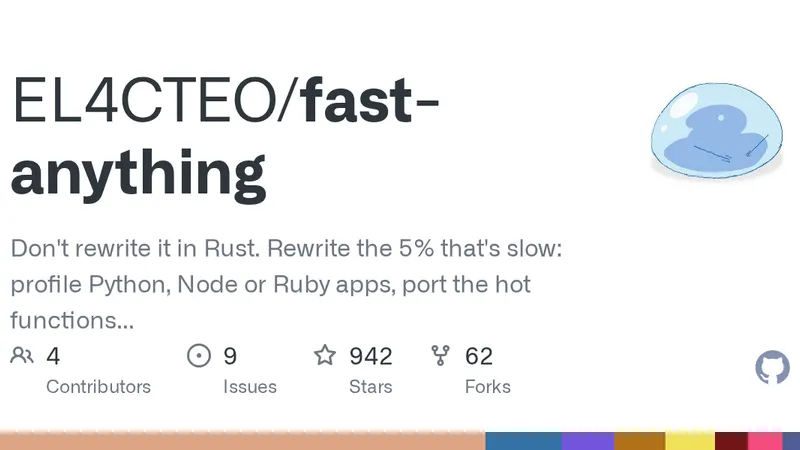 EL4CTEO/fast-
anything
Don't rewrite it in Rust. Rewrite the 5% that's slow:
profile Python, Node or Ruby apps, port the hot
functions...
4 9 942 62
Contributors Issues Stars Forks